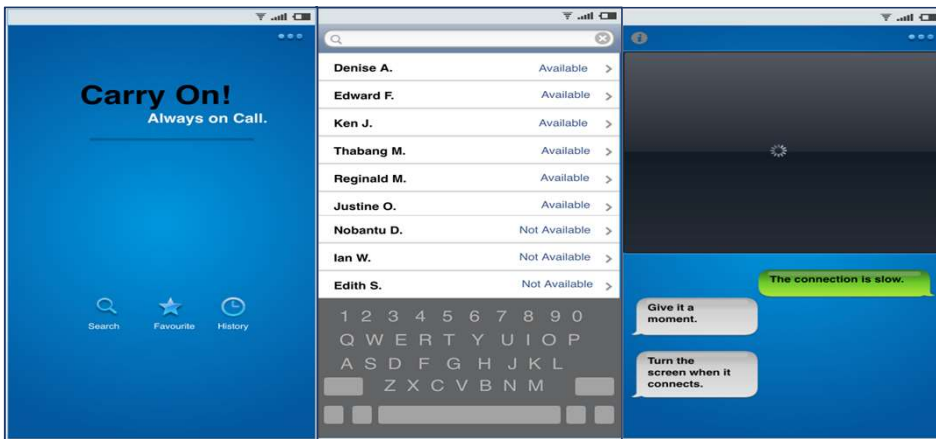 Carry On!
Always on Call.
Search Favourite History
Denise A. Available
Edward F. Available
Ken J. Available
Thabang M. Available
Reginald M. Available
Justine O. Available
Nobantu D. Not Available
Ian W. Not Available
Edith S. Not Available
1 2 3 4 5 6 7 8 9 0
Q W E R T Y U I O P
A S D F G H J K L
Z X C V B N M
i
The connection is slow.
Give it a
moment.
Turn the
screen when it
connects.